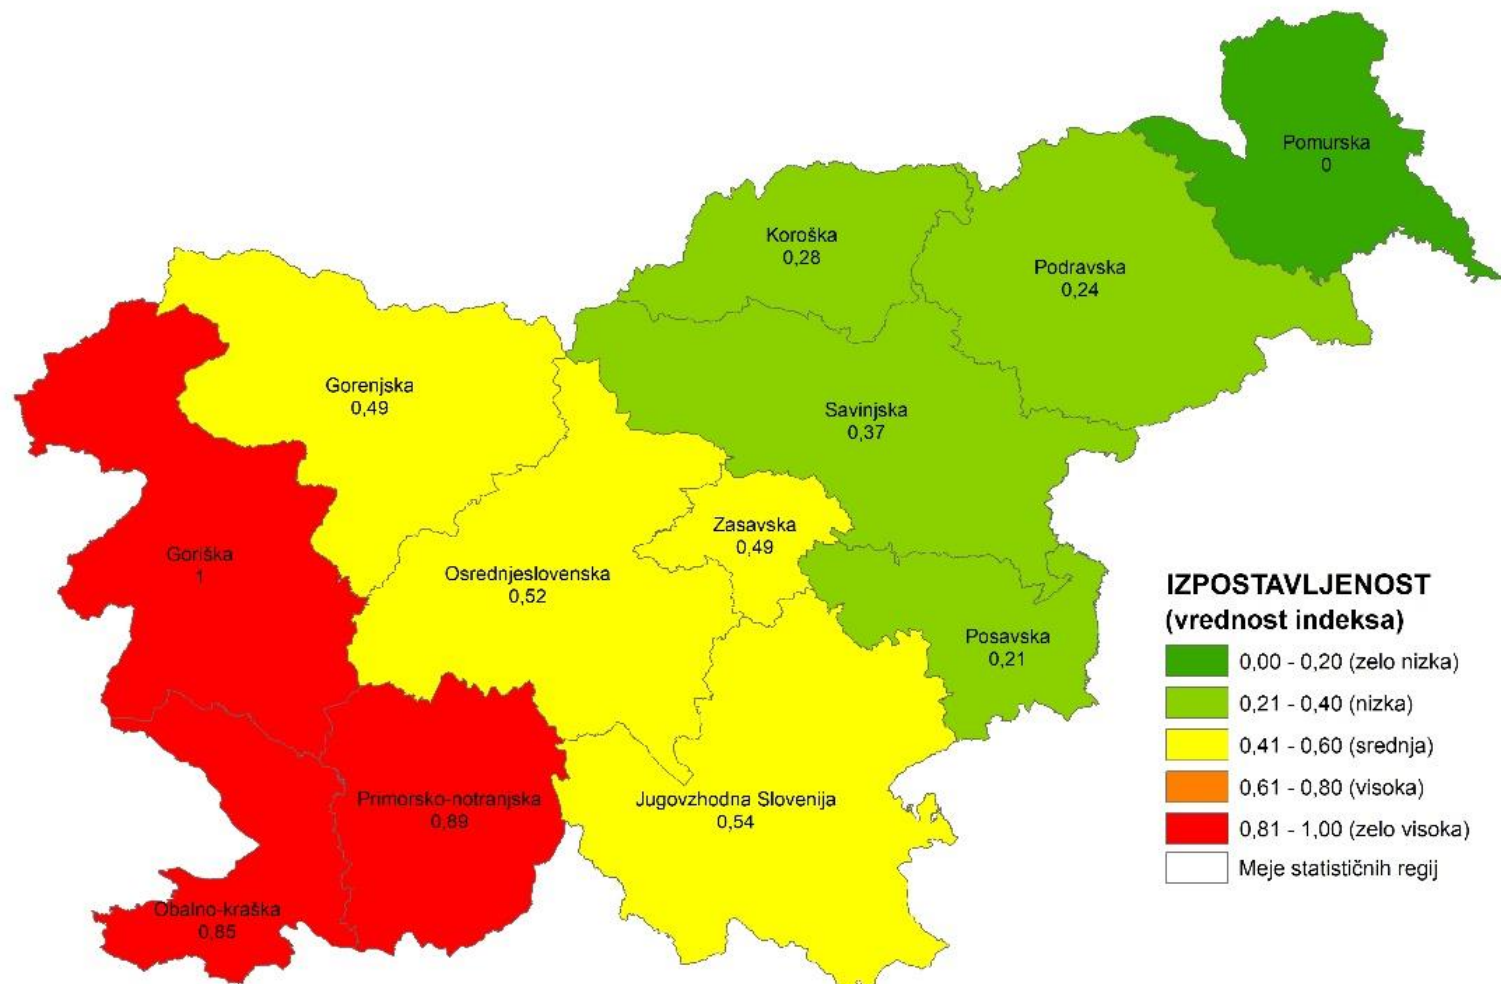 Pomurska
0
Koroška
0,28
Podravska
0,24
Gorenjska
0,49
Savinjska
0,37
Zasavska
0,49
Goriška
1
Osrednjeslovenska
0,52
Posavska
0,21
Primorsko-notranjska
0,89
Jugovzhodna Slovenija
0,54
Obalno-kraška
0,85
IZPOSTAVLJENOST
(vrednost indeksa)
0,00 - 0,20 (zelo nizka)
0,21 - 0,40 (nizka)
0,41 - 0,60 (srednja)
0,61 - 0,80 (visoka)
0,81 - 1,00 (zelo visoka)
Meje statističnih regij